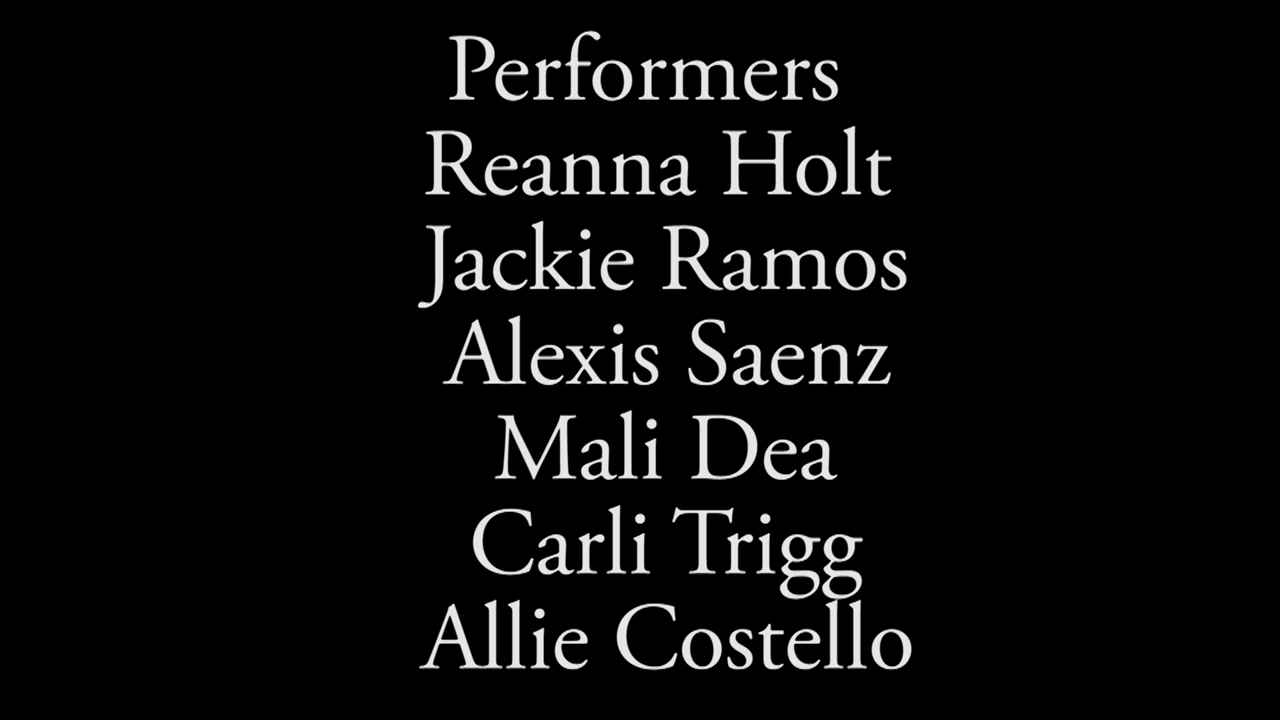 Performers
Reanna Holt
Jackie Ramos
Alexis Saenz
Mali Dea
Carli Trigg
Allie Costello